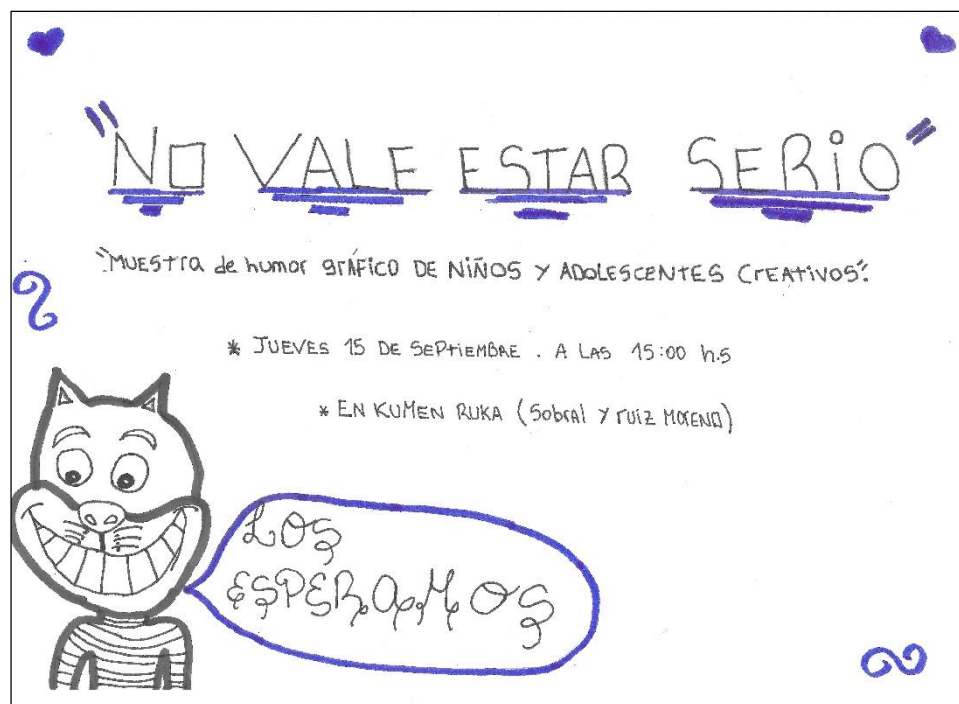 "NO VALE ESTAR SERIO"
"MUESTRA de humor GRÁFICO DE NIÑOS Y ADOLESCENTES CREATIVOS".
* JUEVES 15 DE SEPTIEMBRE . A LAS 15:00 h.s
* EN KUMEN RUKA (Sobral y ruiz MORENO)
LOS
ESPERAMOS